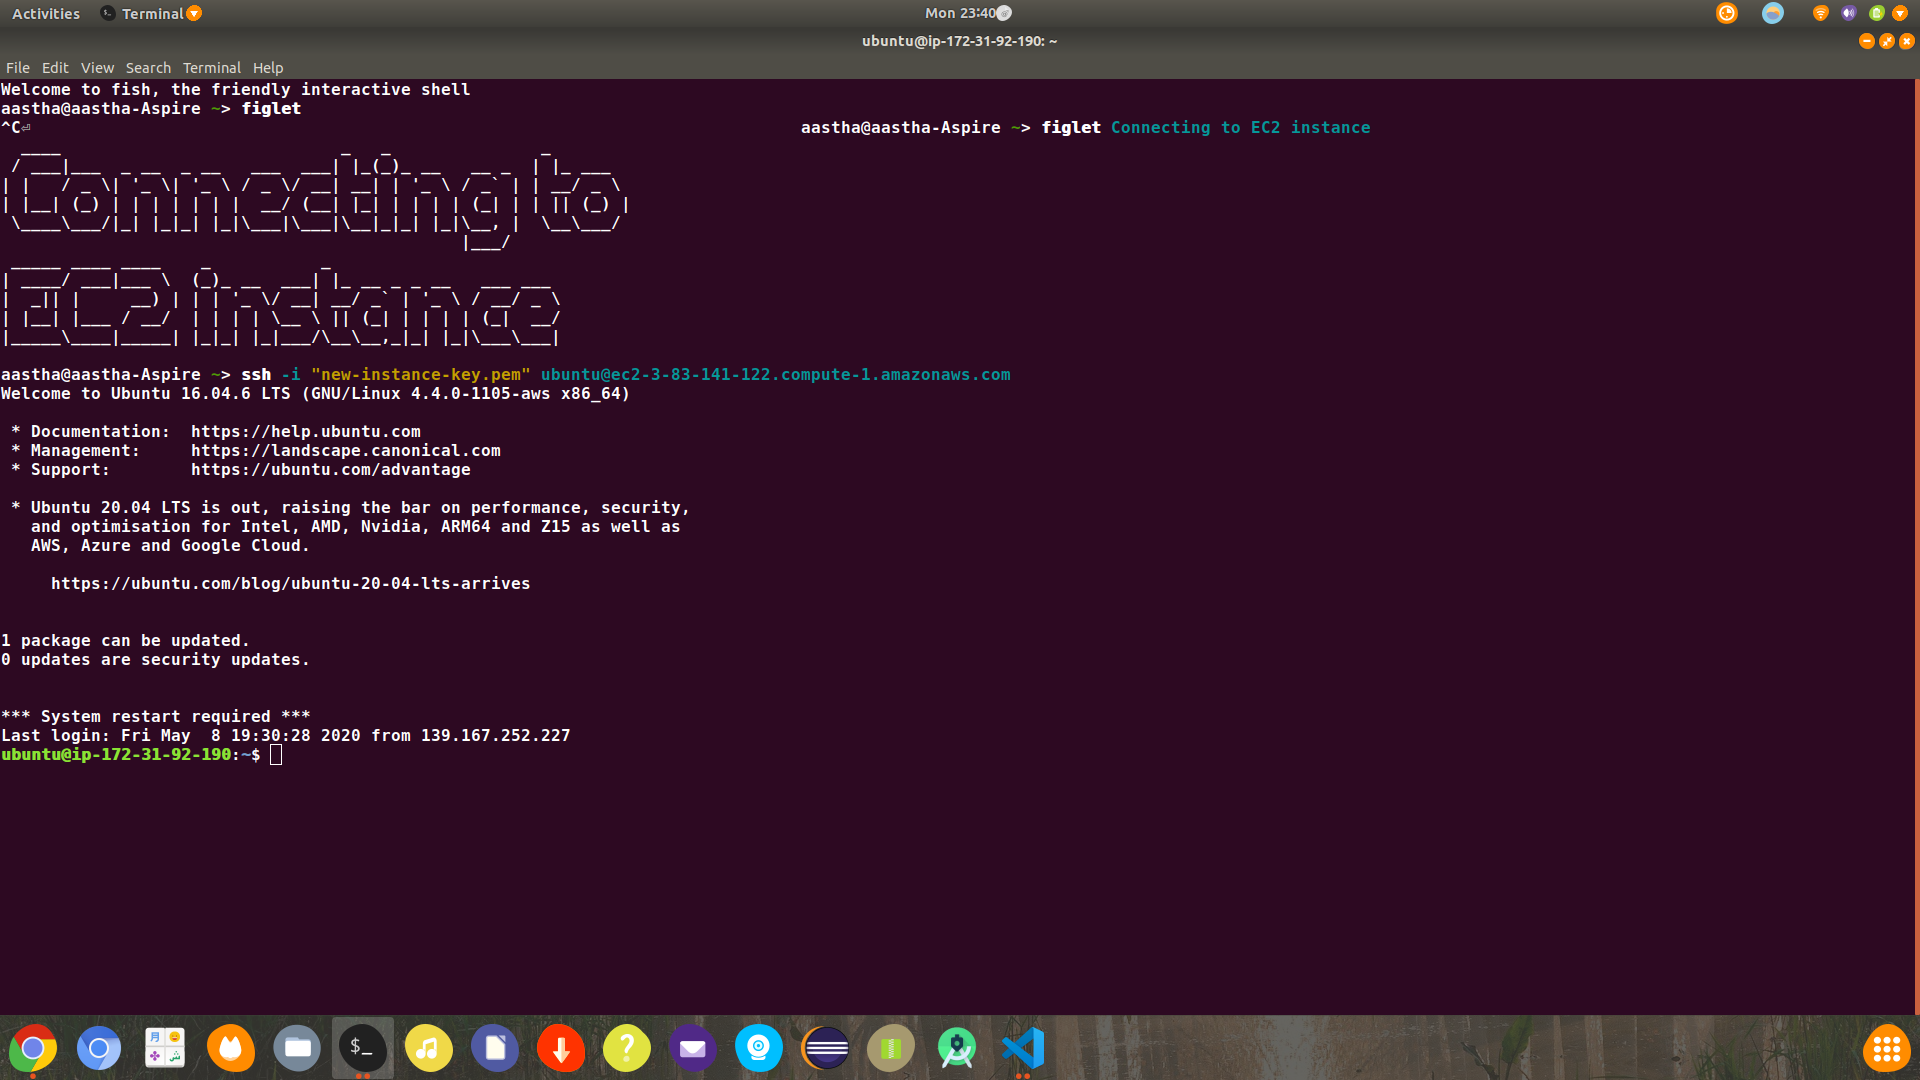 Activities Terminal Mon 23:40
ubuntu@ip-172-31-92-190: ~
File Edit View Search Terminal Help
Welcome to fish, the friendly interactive shell
aastha@aastha-Aspire ~> figlet
^C⏎ aastha@aastha-Aspire ~> figlet Connecting to EC2 instance
Connecting to
EC2 instance
aastha@aastha-Aspire ~> ssh -i "new-instance-key.pem" ubuntu@ec2-3-83-141-122.compute-1.amazonaws.com
Welcome to Ubuntu 16.04.6 LTS (GNU/Linux 4.4.0-1105-aws x86_64)
* Documentation: https://help.ubuntu.com
* Management: https://landscape.canonical.com
* Support: https://ubuntu.com/advantage
* Ubuntu 20.04 LTS is out, raising the bar on performance, security,
and optimisation for Intel, AMD, Nvidia, ARM64 and Z15 as well as
AWS, Azure and Google Cloud.
https://ubuntu.com/blog/ubuntu-20-04-lts-arrives
1 package can be updated.
0 updates are security updates.
*** System restart required ***
Last login: Fri May  8 19:30:28 2020 from 139.167.252.227
ubuntu@ip-172-31-92-190:~$
$_
?